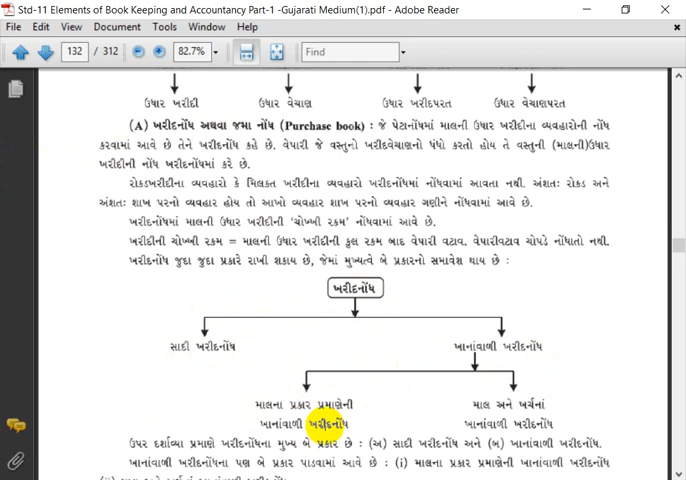 Std-11 Elements of Book Keeping and Accountancy Part-1 -Gujarati Medium(1).pdf - Adobe Reader
File Edit View Document Tools Window Help
132 / 312 82.7% Find
ઉધાર ખરીદી ઉધાર વેચાણ ઉધાર ખરીદપરત ઉધાર વેચાણપરત
(A) ખરીદનોંધ અથવા જમા નોંધ (Purchase book) : જે પેટાનોંધમાં માલની ઉધાર ખરીદીના વ્યવહારોની નોંધ
કરવામાં આવે છે તેને ખરીદનોંધ કહે છે. વેપારી જે વસ્તુનો ખરીદવેચાણનો ધંધો કરતો હોય તે વસ્તુની (માલની)ઉધાર
ખરીદીની નોંધ ખરીદનોંધમાં કરે છે.
રોકડખરીદીના વ્યવહારો કે મિલકત ખરીદીના વ્યવહારો ખરીદનોંધમાં નોંધવામાં આવતા નથી. અંશતઃ રોકડ અને
અંશતઃ શાખ પરનો વ્યવહાર હોય તો આખો વ્યવહાર શાખ પરનો વ્યવહાર ગણીને નોંધવામાં આવે છે.
ખરીદનોંધમાં માલની ઉધાર ખરીદીની ‘ચોખ્ખી રકમ’ નોંધવામાં આવે છે.
ખરીદીની ચોખ્ખી રકમ = માલની ઉધાર ખરીદીની કુલ રકમ બાદ વેપારી વટાવ. વેપારીવટાવ ચોપડે નોંધાતો નથી.
ખરીદનોંધ જુદા જુદા પ્રકારે રાખી શકાય છે, જેમાં મુખ્યત્વે બે પ્રકારનો સમાવેશ થાય છે :
ખરીદનોંધ
સાદી ખરીદનોંધ ખાનાંવાળી ખરીદનોંધ
માલના પ્રકાર પ્રમાણેની માલ અને ખર્ચનાં
ખાનાંવાળી ખરીદનોંધ ખાનાંવાળી ખરીદનોંધ
ઉપર દર્શાવ્યા પ્રમાણે ખરીદનોંધના મુખ્ય બે પ્રકાર છે : (અ) સાદી ખરીદનોંધ અને (બ) ખાનાંવાળી ખરીદનોંધ.
ખાનાંવાળી ખરીદનોંધના પણ બે પ્રકાર પાડવામાં આવે છે : (i) માલના પ્રકાર પ્રમાણેની ખાનાંવાળી ખરીદનોંધ